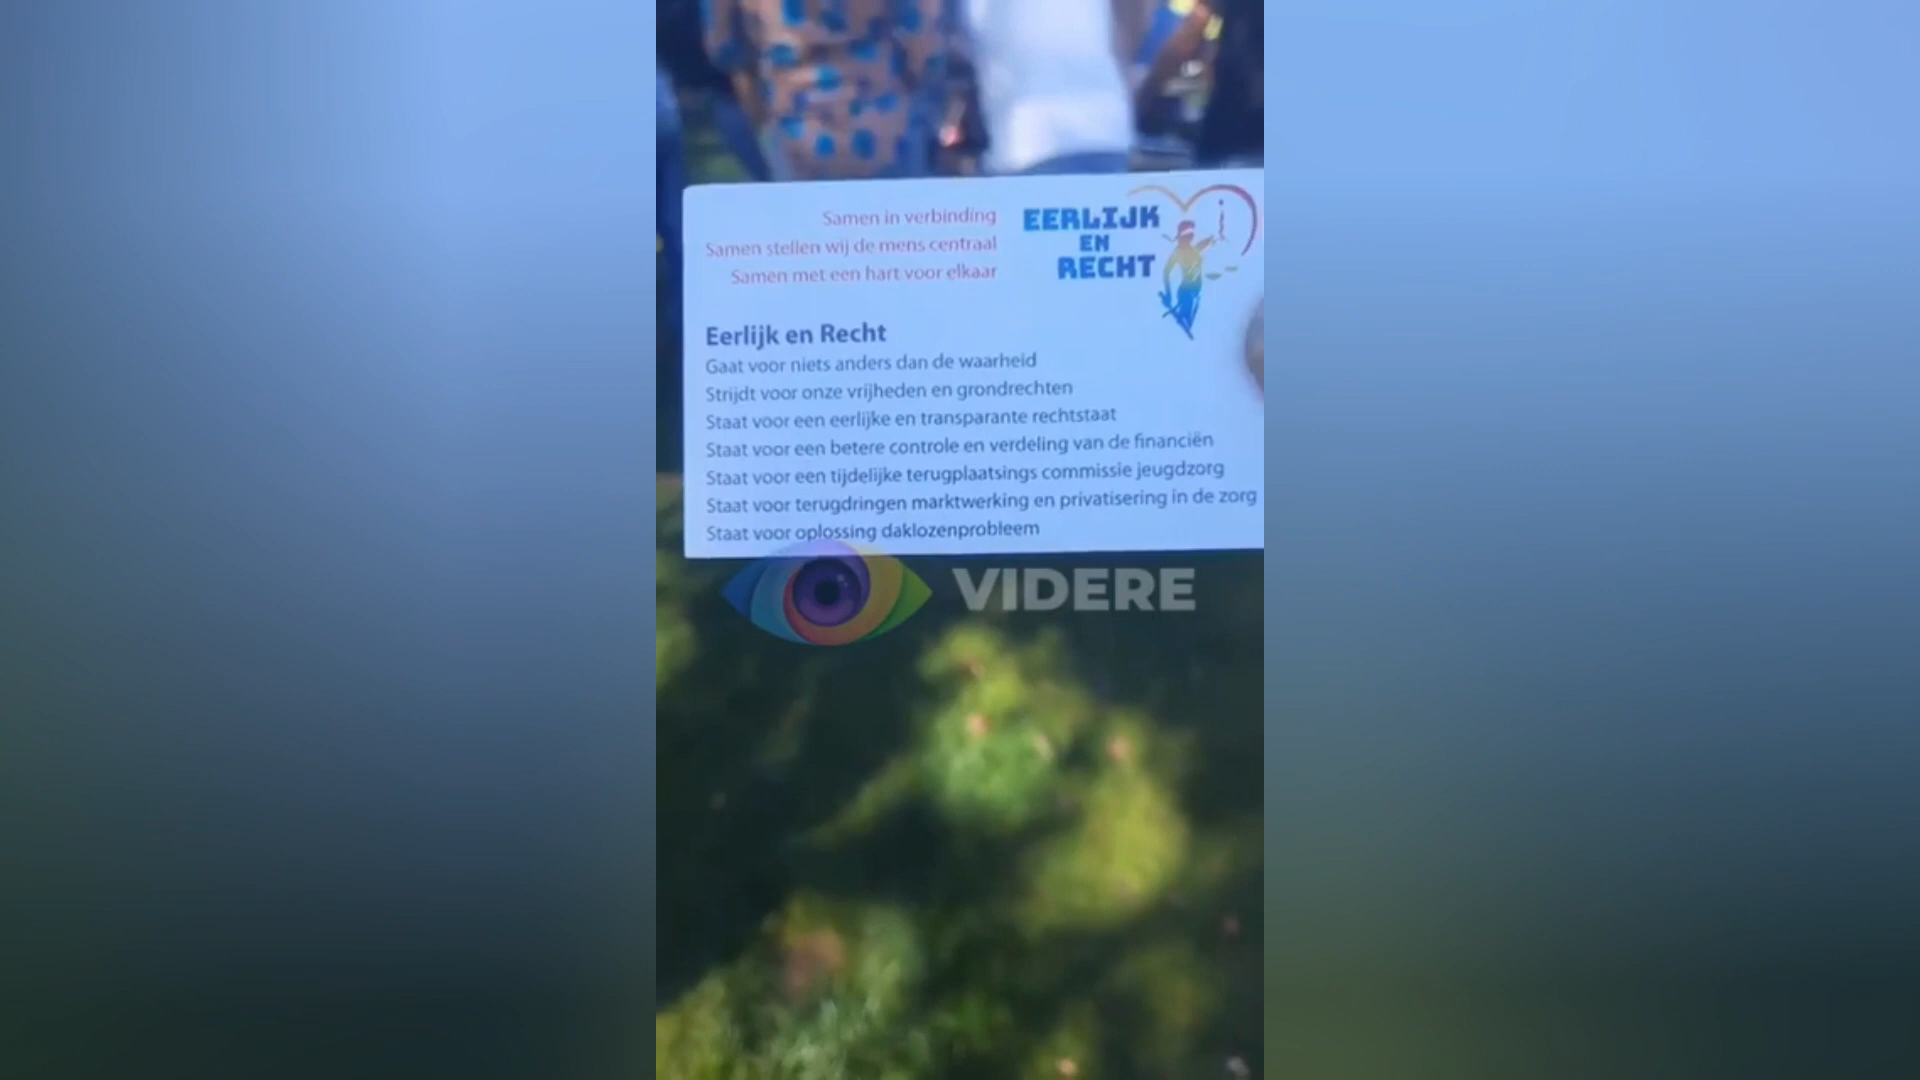 Samen in verbinding
Samen stellen wij de mens centraal
Samen met een hart voor elkaar
EERLIJK
EN
RECHT
Eerlijk en Recht
Gaat voor niets anders dan de waarheid
Strijdt voor onze vrijheden en grondrechten
Staat voor een eerlijke en transparante rechtstaat
Staat voor een betere controle en verdeling van de financiën
Staat voor een tijdelijke terugplaatsings commissie jeugdzorg
Staat voor terugdringen marktwerking en privatisering in de zorg
Staat voor oplossing daklozenprobleem
VIDERE